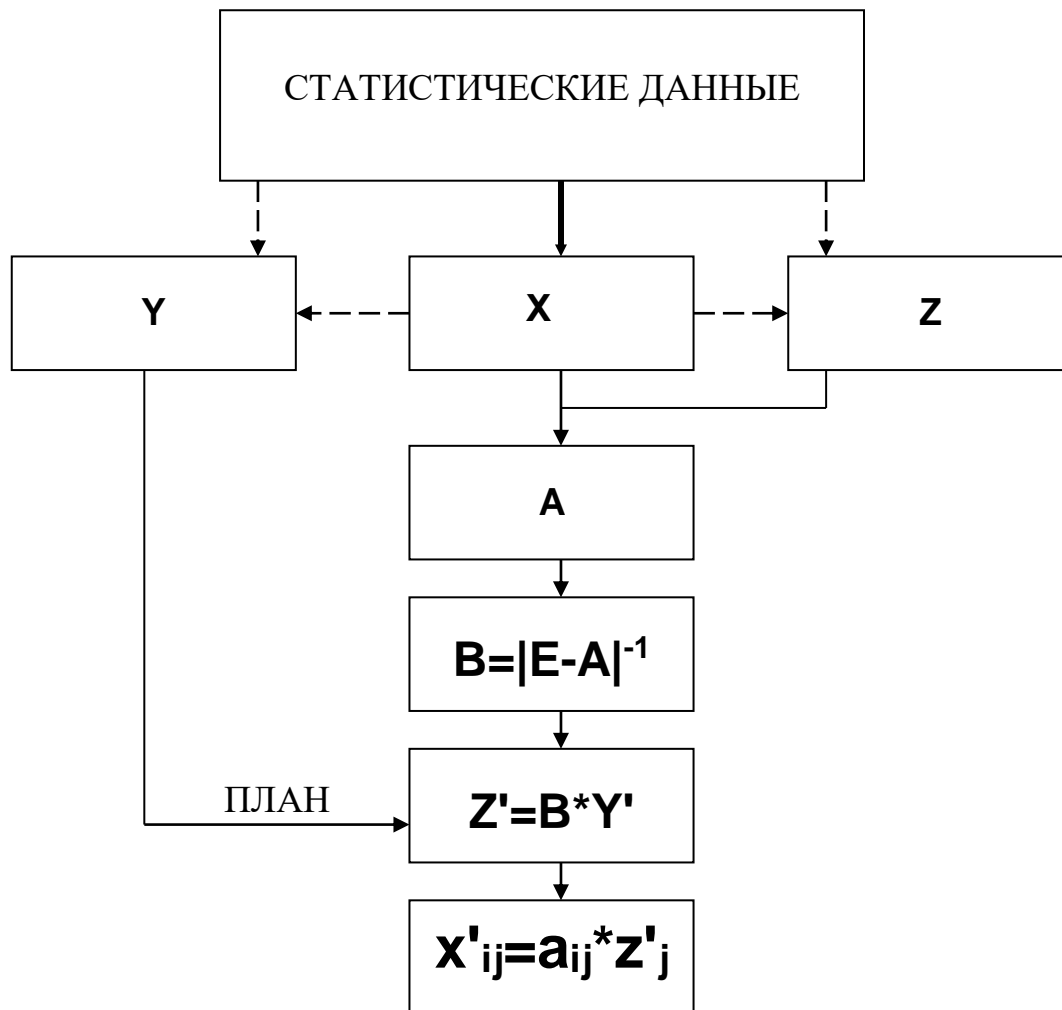 СТАТИСТИЧЕСКИЕ ДАННЫЕ
Y
X
Z
A
B=|E-A|⁻¹
ПЛАН
Z'=B*Y'
x'ᵢⱼ=aᵢⱼ*z'ⱼ